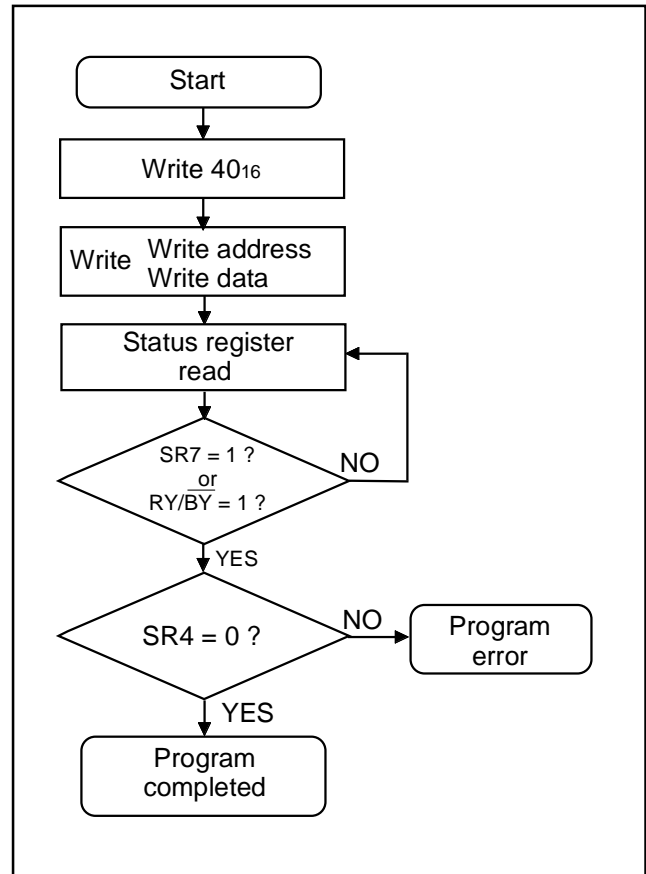 Start
Write 40₁₆
Write Write address
Write data
Status register
read
SR7 = 1 ?
or
RY/B̅Y̅ = 1 ?
NO
YES
SR4 = 0 ?
NO
Program
error
YES
Program
completed